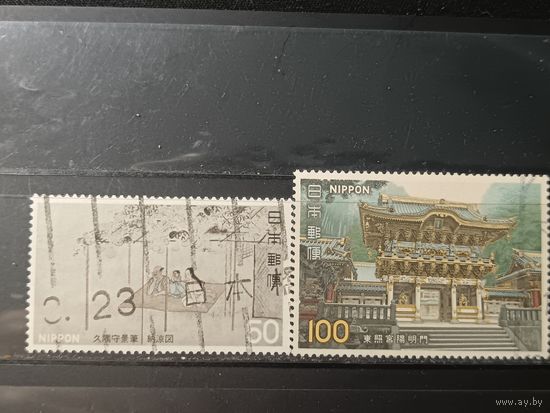 日本郵便
50
NIPPON
久隅守景筆 納涼図
2.23
日本
日本郵便
NIPPON
100
東照宮陽明門
www.ay.by